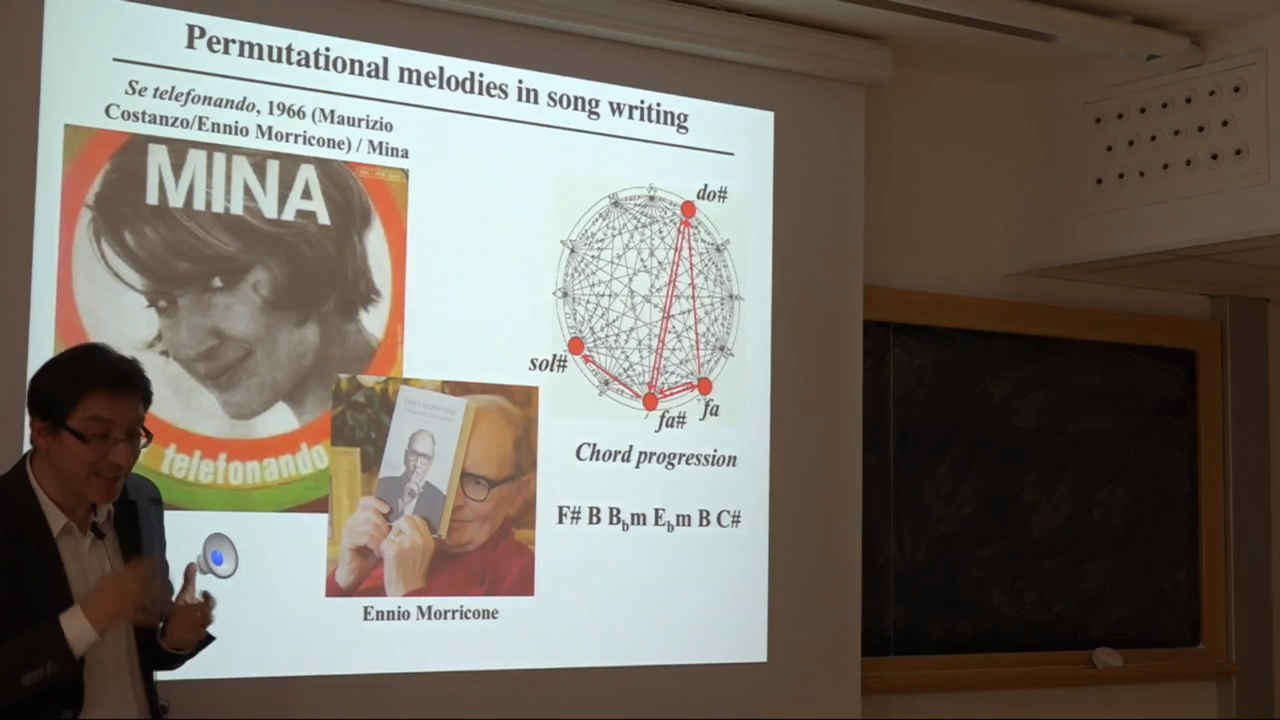 Permutational melodies in song writing
Se telefonando, 1966 (Maurizio
Costanzo/Ennio Morricone) / Mina
MINA
telefonando
do#
sol#
fa#
fa
Chord progression
F# B Bbm Ebm B C#
Ennio Morricone